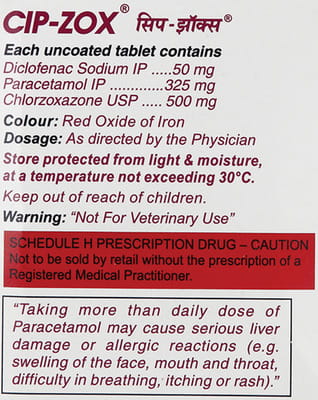 CIP-ZOX® सिप-झॉक्स®
Each uncoated tablet contains
Diclofenac Sodium IP .....50 mg
Paracetamol IP .............325 mg
Chlorzoxazone USP ..... 500 mg
Colour: Red Oxide of Iron
Dosage: As directed by the Physician
Store protected from light & moisture,
at a temperature not exceeding 30°C.
Keep out of reach of children.
Warning: “Not For Veterinary Use”
SCHEDULE H PRESCRIPTION DRUG – CAUTION
Not to be sold by retail without the prescription of a
Registered Medical Practitioner.
“Taking more than daily dose of
Paracetamol may cause serious liver
damage or allergic reactions (e.g.
swelling of the face, mouth and throat,
difficulty in breathing, itching or rash).”